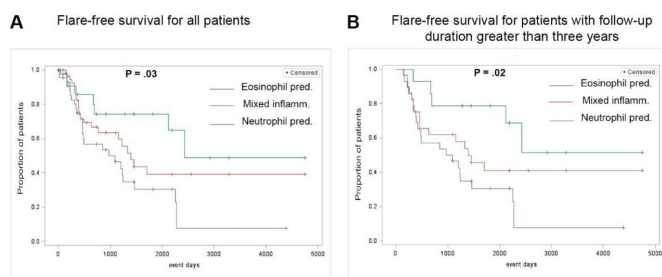 A
Flare-free survival for all patients
P = .03
+ Censored
Eosinophil pred.
Mixed inflamm.
Neutrophil pred.
Proportion of patients
1.0
0.8
0.6
0.4
0.2
0.0
0 1000 2000 3000 4000 5000
event days
B
Flare-free survival for patients with follow-up
duration greater than three years
P = .02
+ Censored
Eosinophil pred.
Mixed inflamm.
Neutrophil pred.
Proportion of patients
1.0
0.8
0.6
0.4
0.2
0.0
0 1000 2000 3000 4000 5000
event days